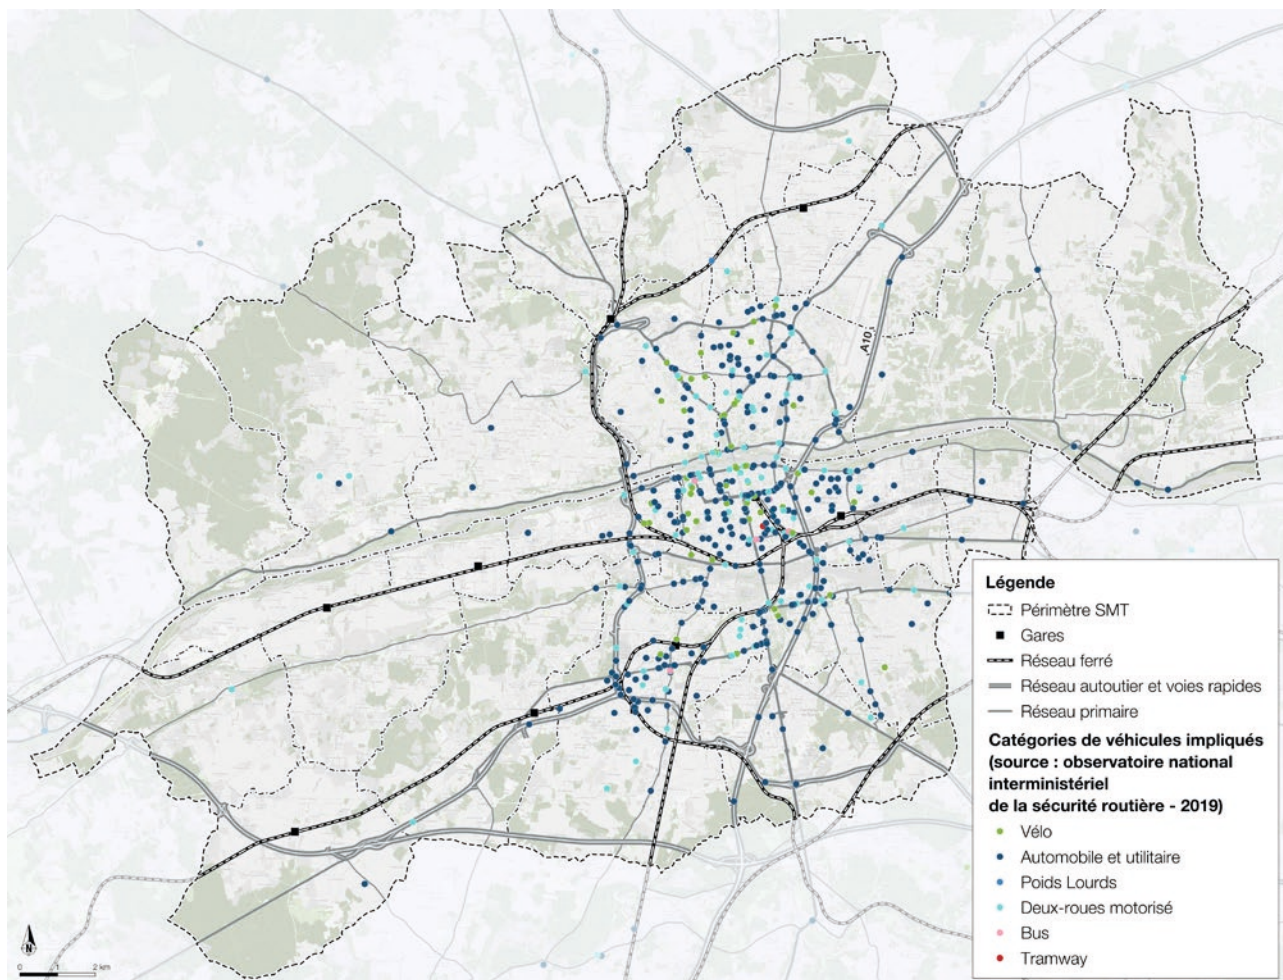 A10
Légende
Périmètre SMT
Gares
Réseau ferré
Réseau autoutier et voies rapides
Réseau primaire
Catégories de véhicules impliqués
(source : observatoire national
interministériel
de la sécurité routière - 2019)
Vélo
Automobile et utilitaire
Poids Lourds
Deux-roues motorisé
Bus
Tramway
N
0 1 2 km